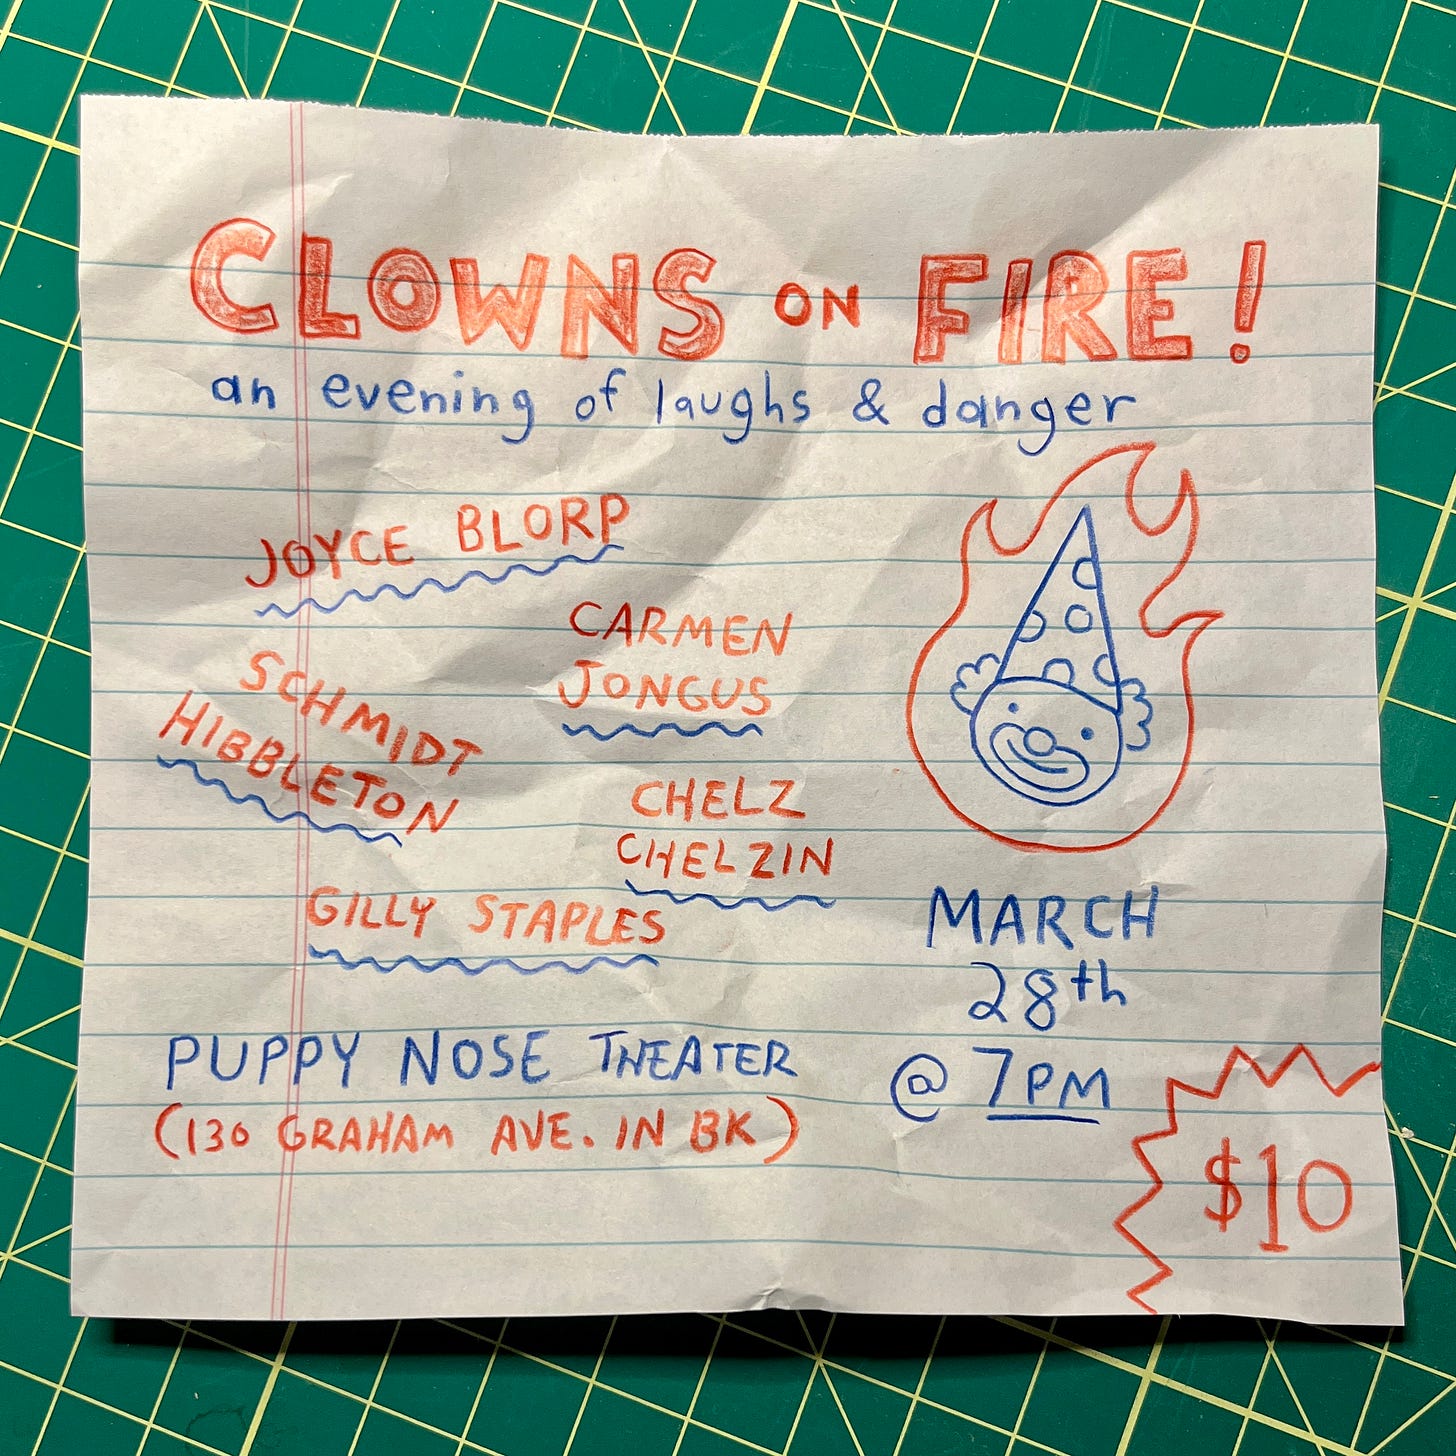 CLOWNS ON FIRE!
an evening of laughs & danger
JOYCE BLORP
CARMEN
JONGUS
SCHMIDT
HIBBLETON
CHELZ
CHELZIN
GILLY STAPLES
MARCH
28th
@ 7PM
PUPPY NOSE THEATER
(130 GRAHAM AVE. IN BK)
$10